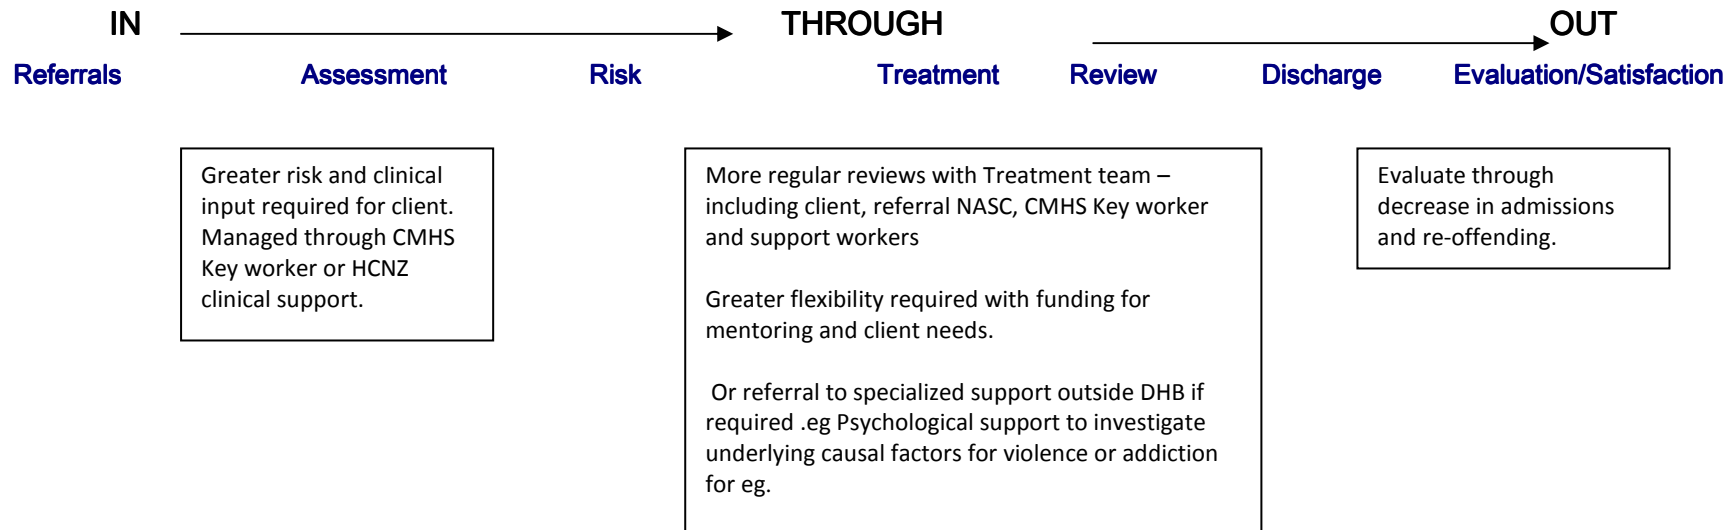 IN THROUGH OUT
Referrals Assessment Risk Treatment Review Discharge Evaluation/Satisfaction
Greater risk and clinical
input required for client.
Managed through CMHS
Key worker or HCNZ
clinical support.
More regular reviews with Treatment team –
including client, referral NASC, CMHS Key worker
and support workers
Greater flexibility required with funding for
mentoring and client needs.
Or referral to specialized support outside DHB if
required .eg Psychological support to investigate
underlying causal factors for violence or addiction
for eg.
Evaluate through
decrease in admissions
and re-offending.